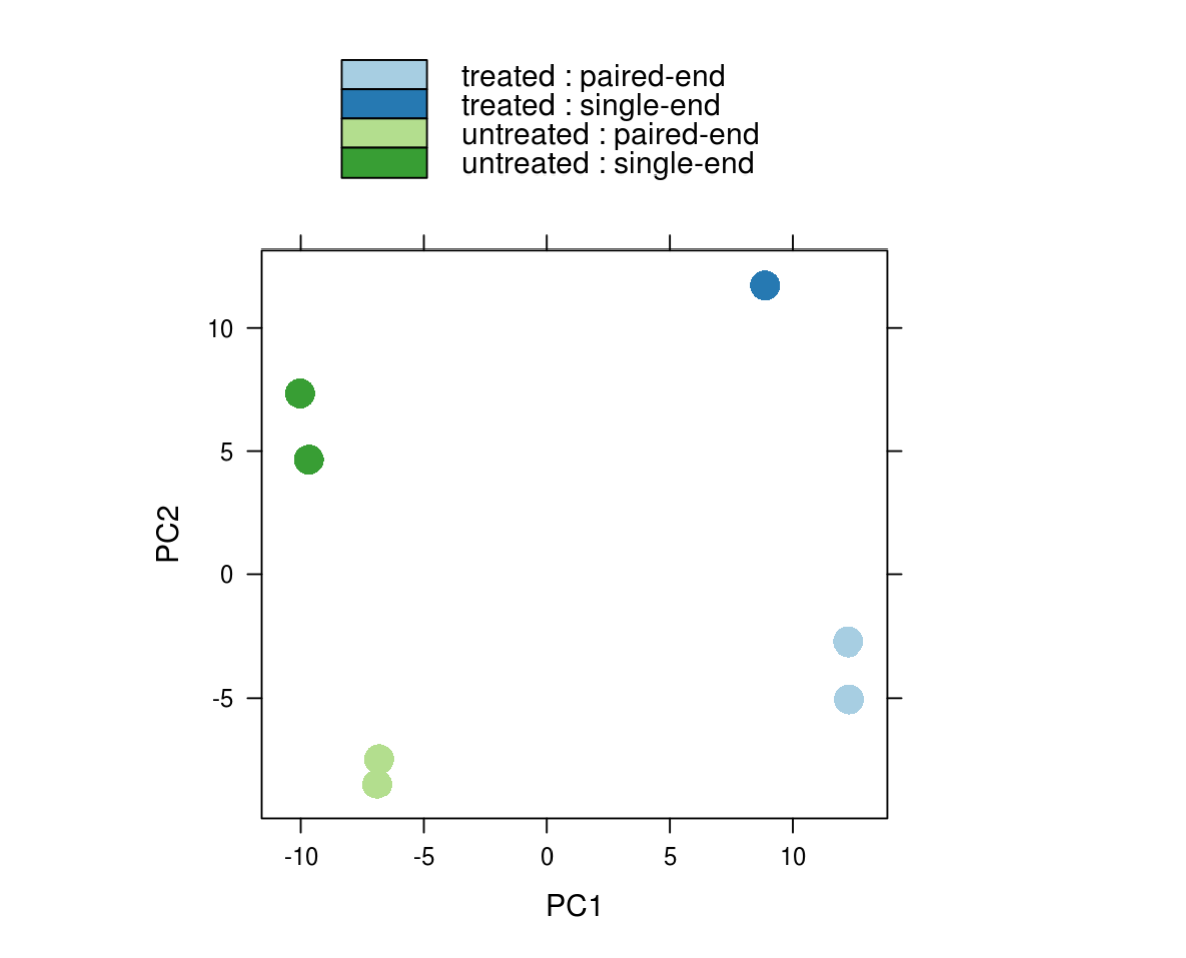 treated : paired-end
treated : single-end
untreated : paired-end
untreated : single-end
10
5
0
-5
PC2
-10 -5 0 5 10
PC1